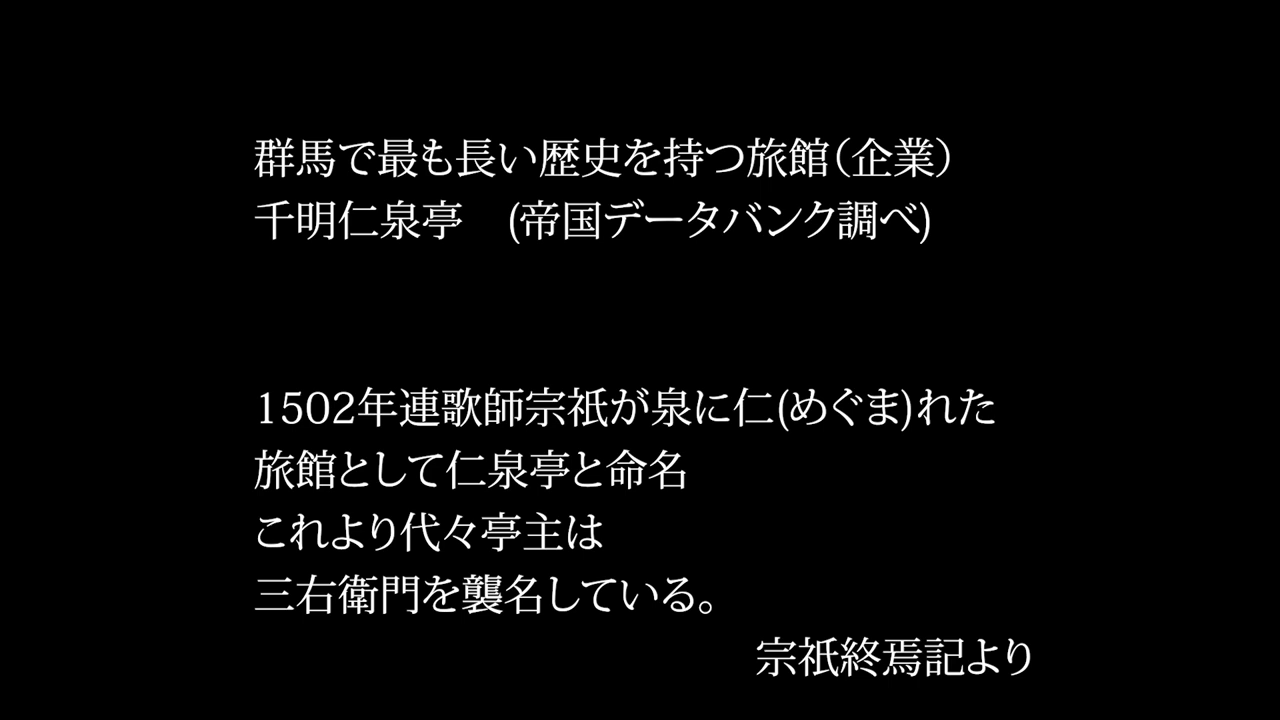 群馬で最も長い歴史を持つ旅館（企業）
千明仁泉亭　(帝国データバンク調べ)
1502年連歌師宗祇が泉に仁(めぐま)れた
旅館として仁泉亭と命名
これより代々亭主は
三右衛門を襲名している。
宗祇終焉記より